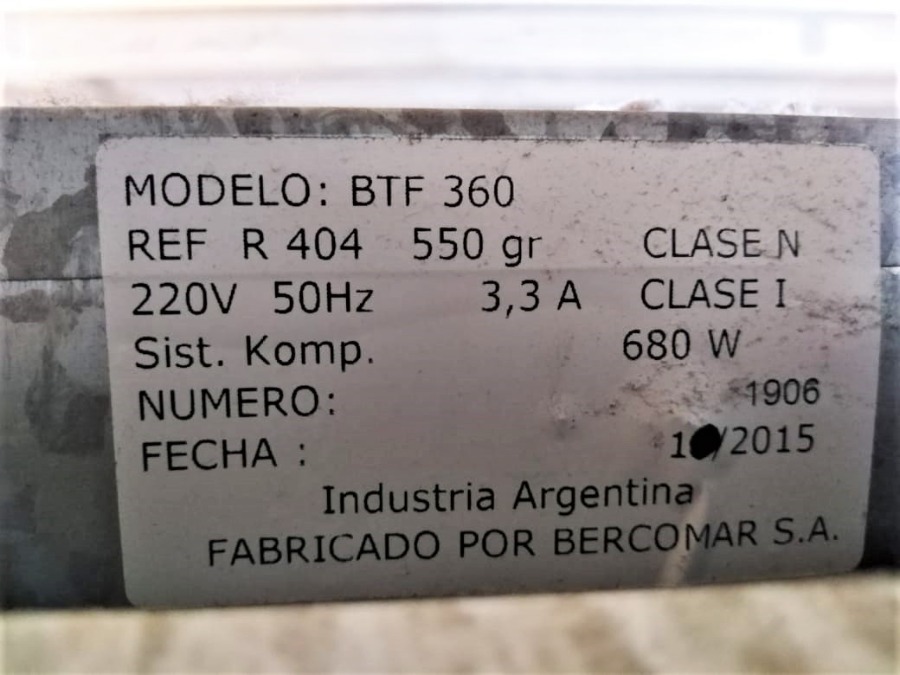 MODELO: BTF 360
REF R 404 550 gr CLASE N
220V 50Hz 3,3 A CLASE I
Sist. Komp. 680 W
NUMERO: 1906
FECHA : /2015
Industria Argentina
FABRICADO POR BERCOMAR S.A.